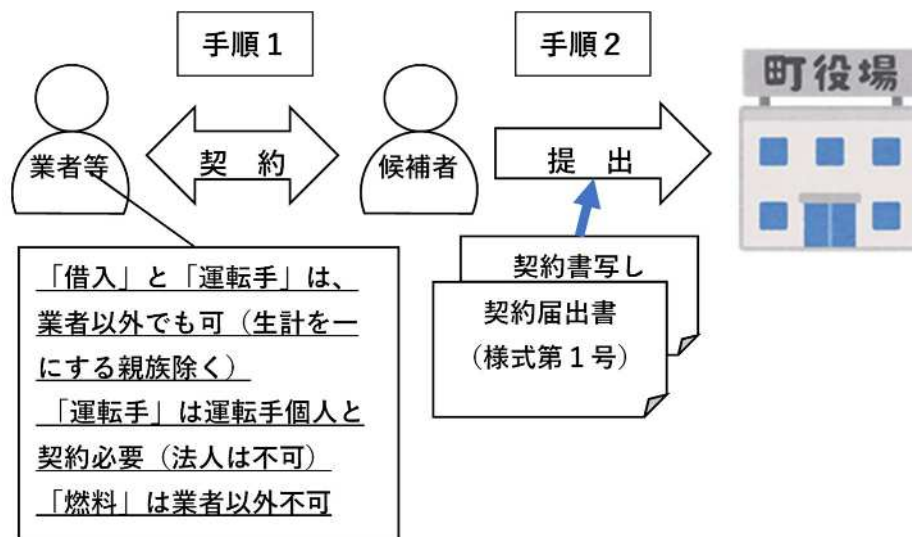 手順１
手順２
町役場
業者等
契　約
候補者
提　出
「借入」と「運転手」は、
業者以外でも可（生計を一
にする親族除く）
「運転手」は運転手個人と
契約必要（法人は不可）
「燃料」は業者以外不可
契約書写し
契約届出書
（様式第１号）